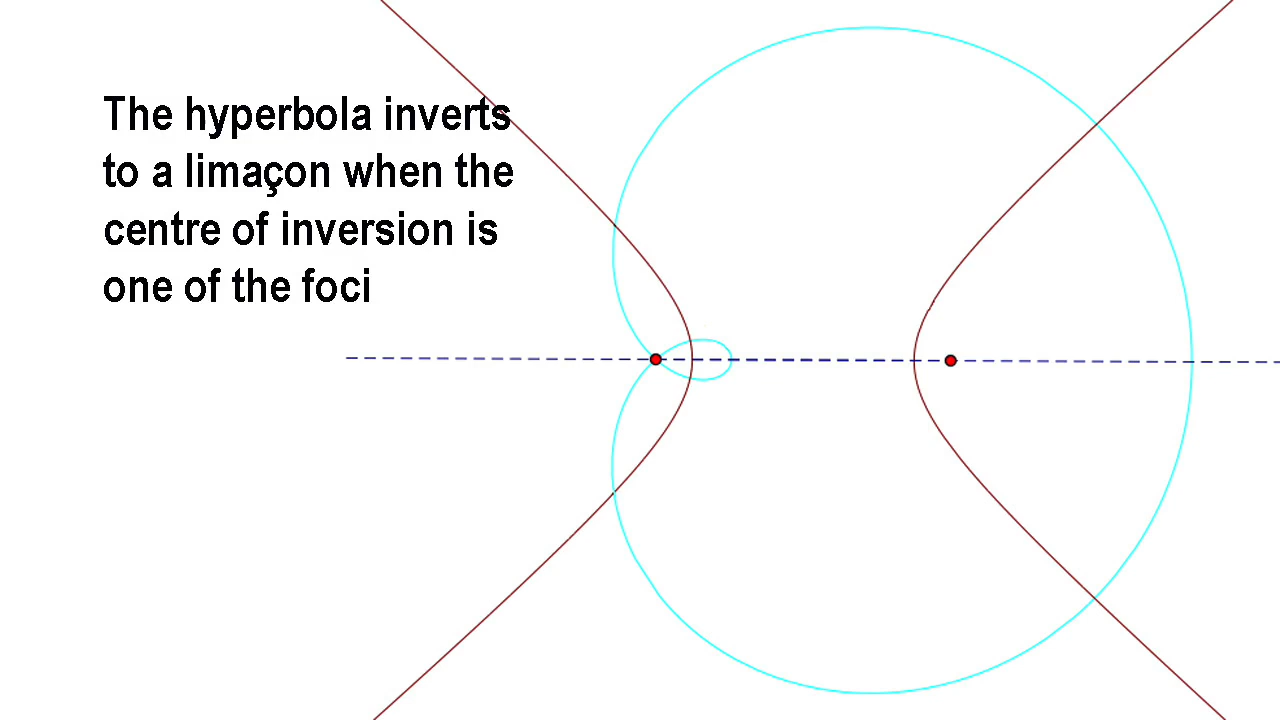 The hyperbola inverts
to a limaçon when the
centre of inversion is
one of the foci